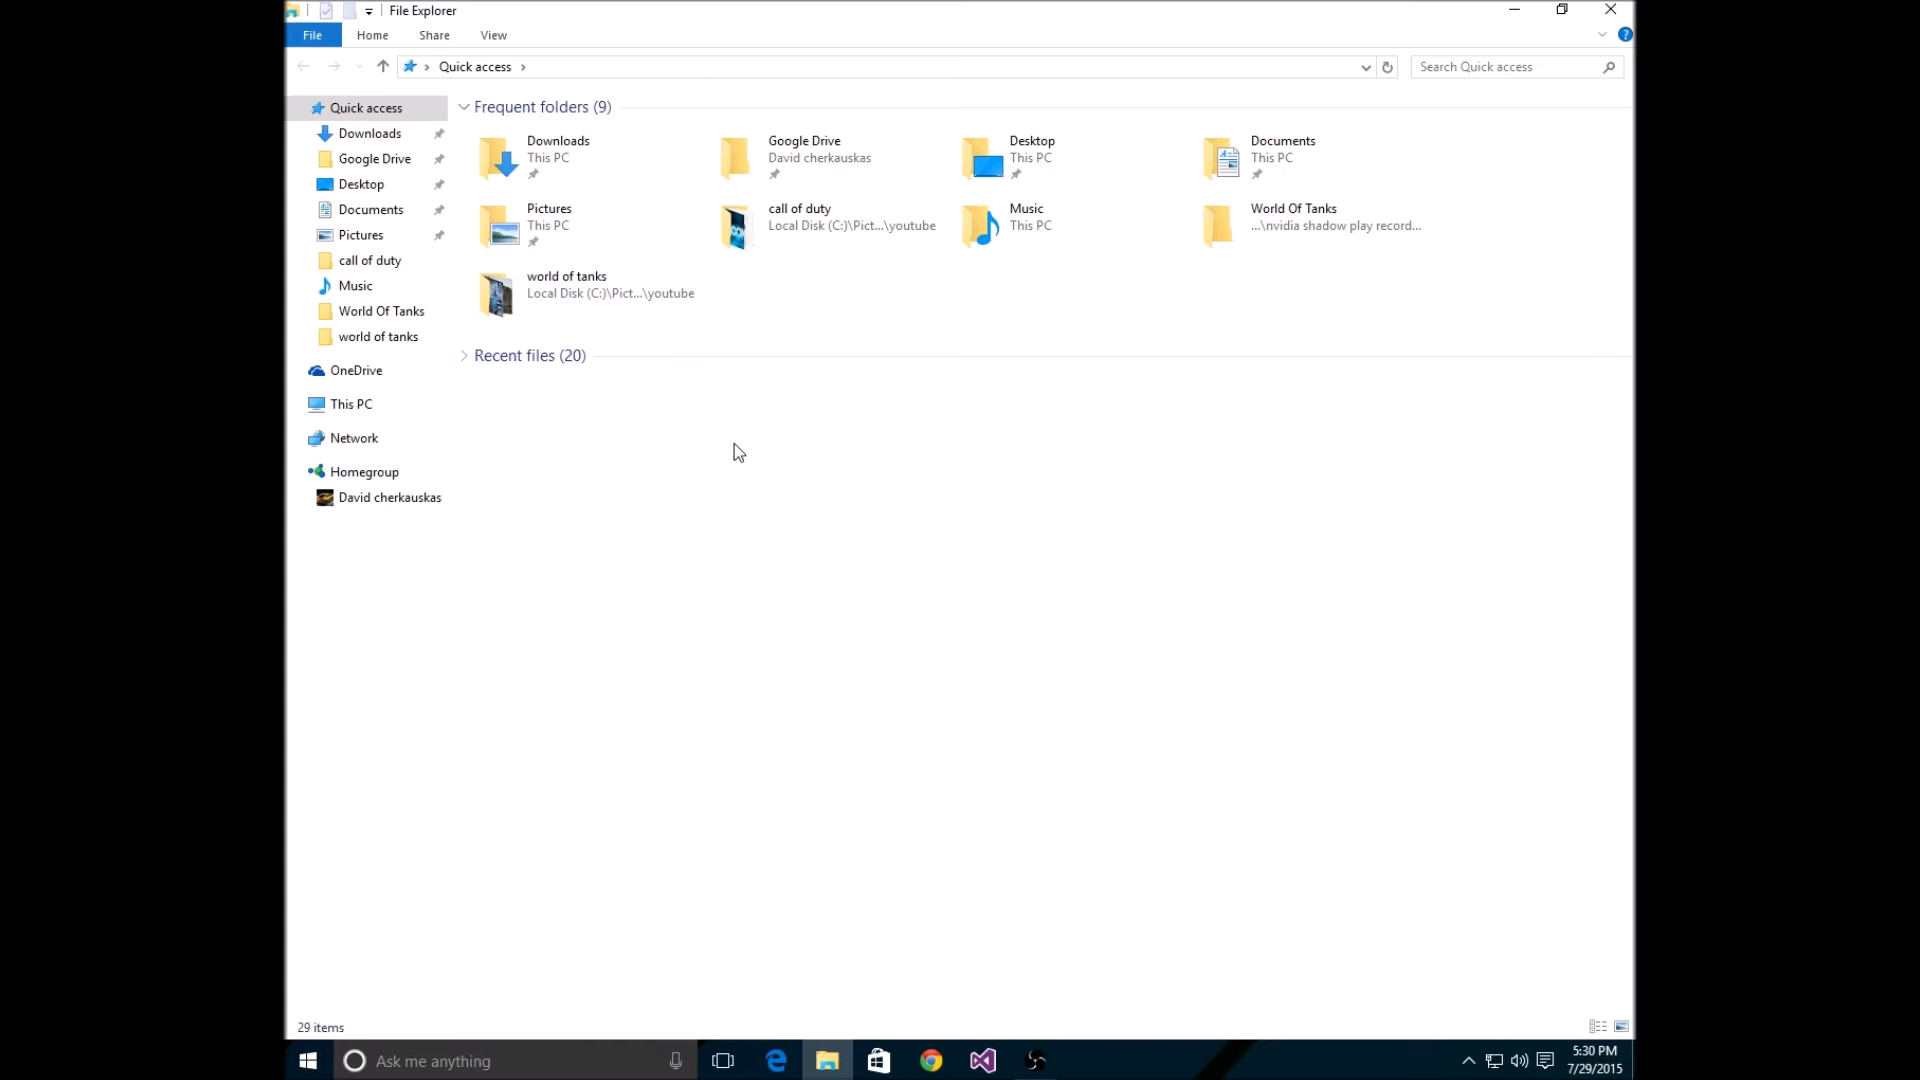 File Explorer
File Home Share View
Quick access
Search Quick access
Quick access
Downloads
Google Drive
Desktop
Documents
Pictures
call of duty
Music
World Of Tanks
world of tanks
OneDrive
This PC
Network
Homegroup
David cherkauskas
Frequent folders (9)
Downloads
This PC
Google Drive
David cherkauskas
Desktop
This PC
Documents
This PC
Pictures
This PC
call of duty
Local Disk (C:)\Pict...\youtube
Music
This PC
World Of Tanks
...\nvidia shadow play record...
world of tanks
Local Disk (C:)\Pict...\youtube
Recent files (20)
29 items
Ask me anything
5:30 PM
7/29/2015